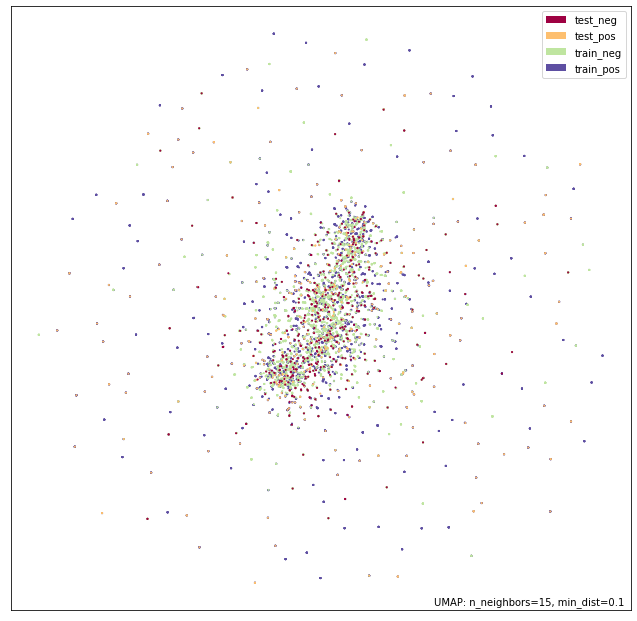 test_neg
test_pos
train_neg
train_pos
UMAP: n_neighbors=15, min_dist=0.1